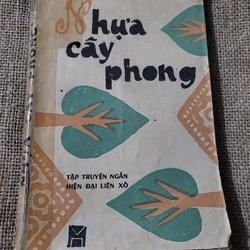 Nhựa
cây
phong
TẬP TRUYỆN NGẮN
HIỆN ĐẠI LIÊN XÔ